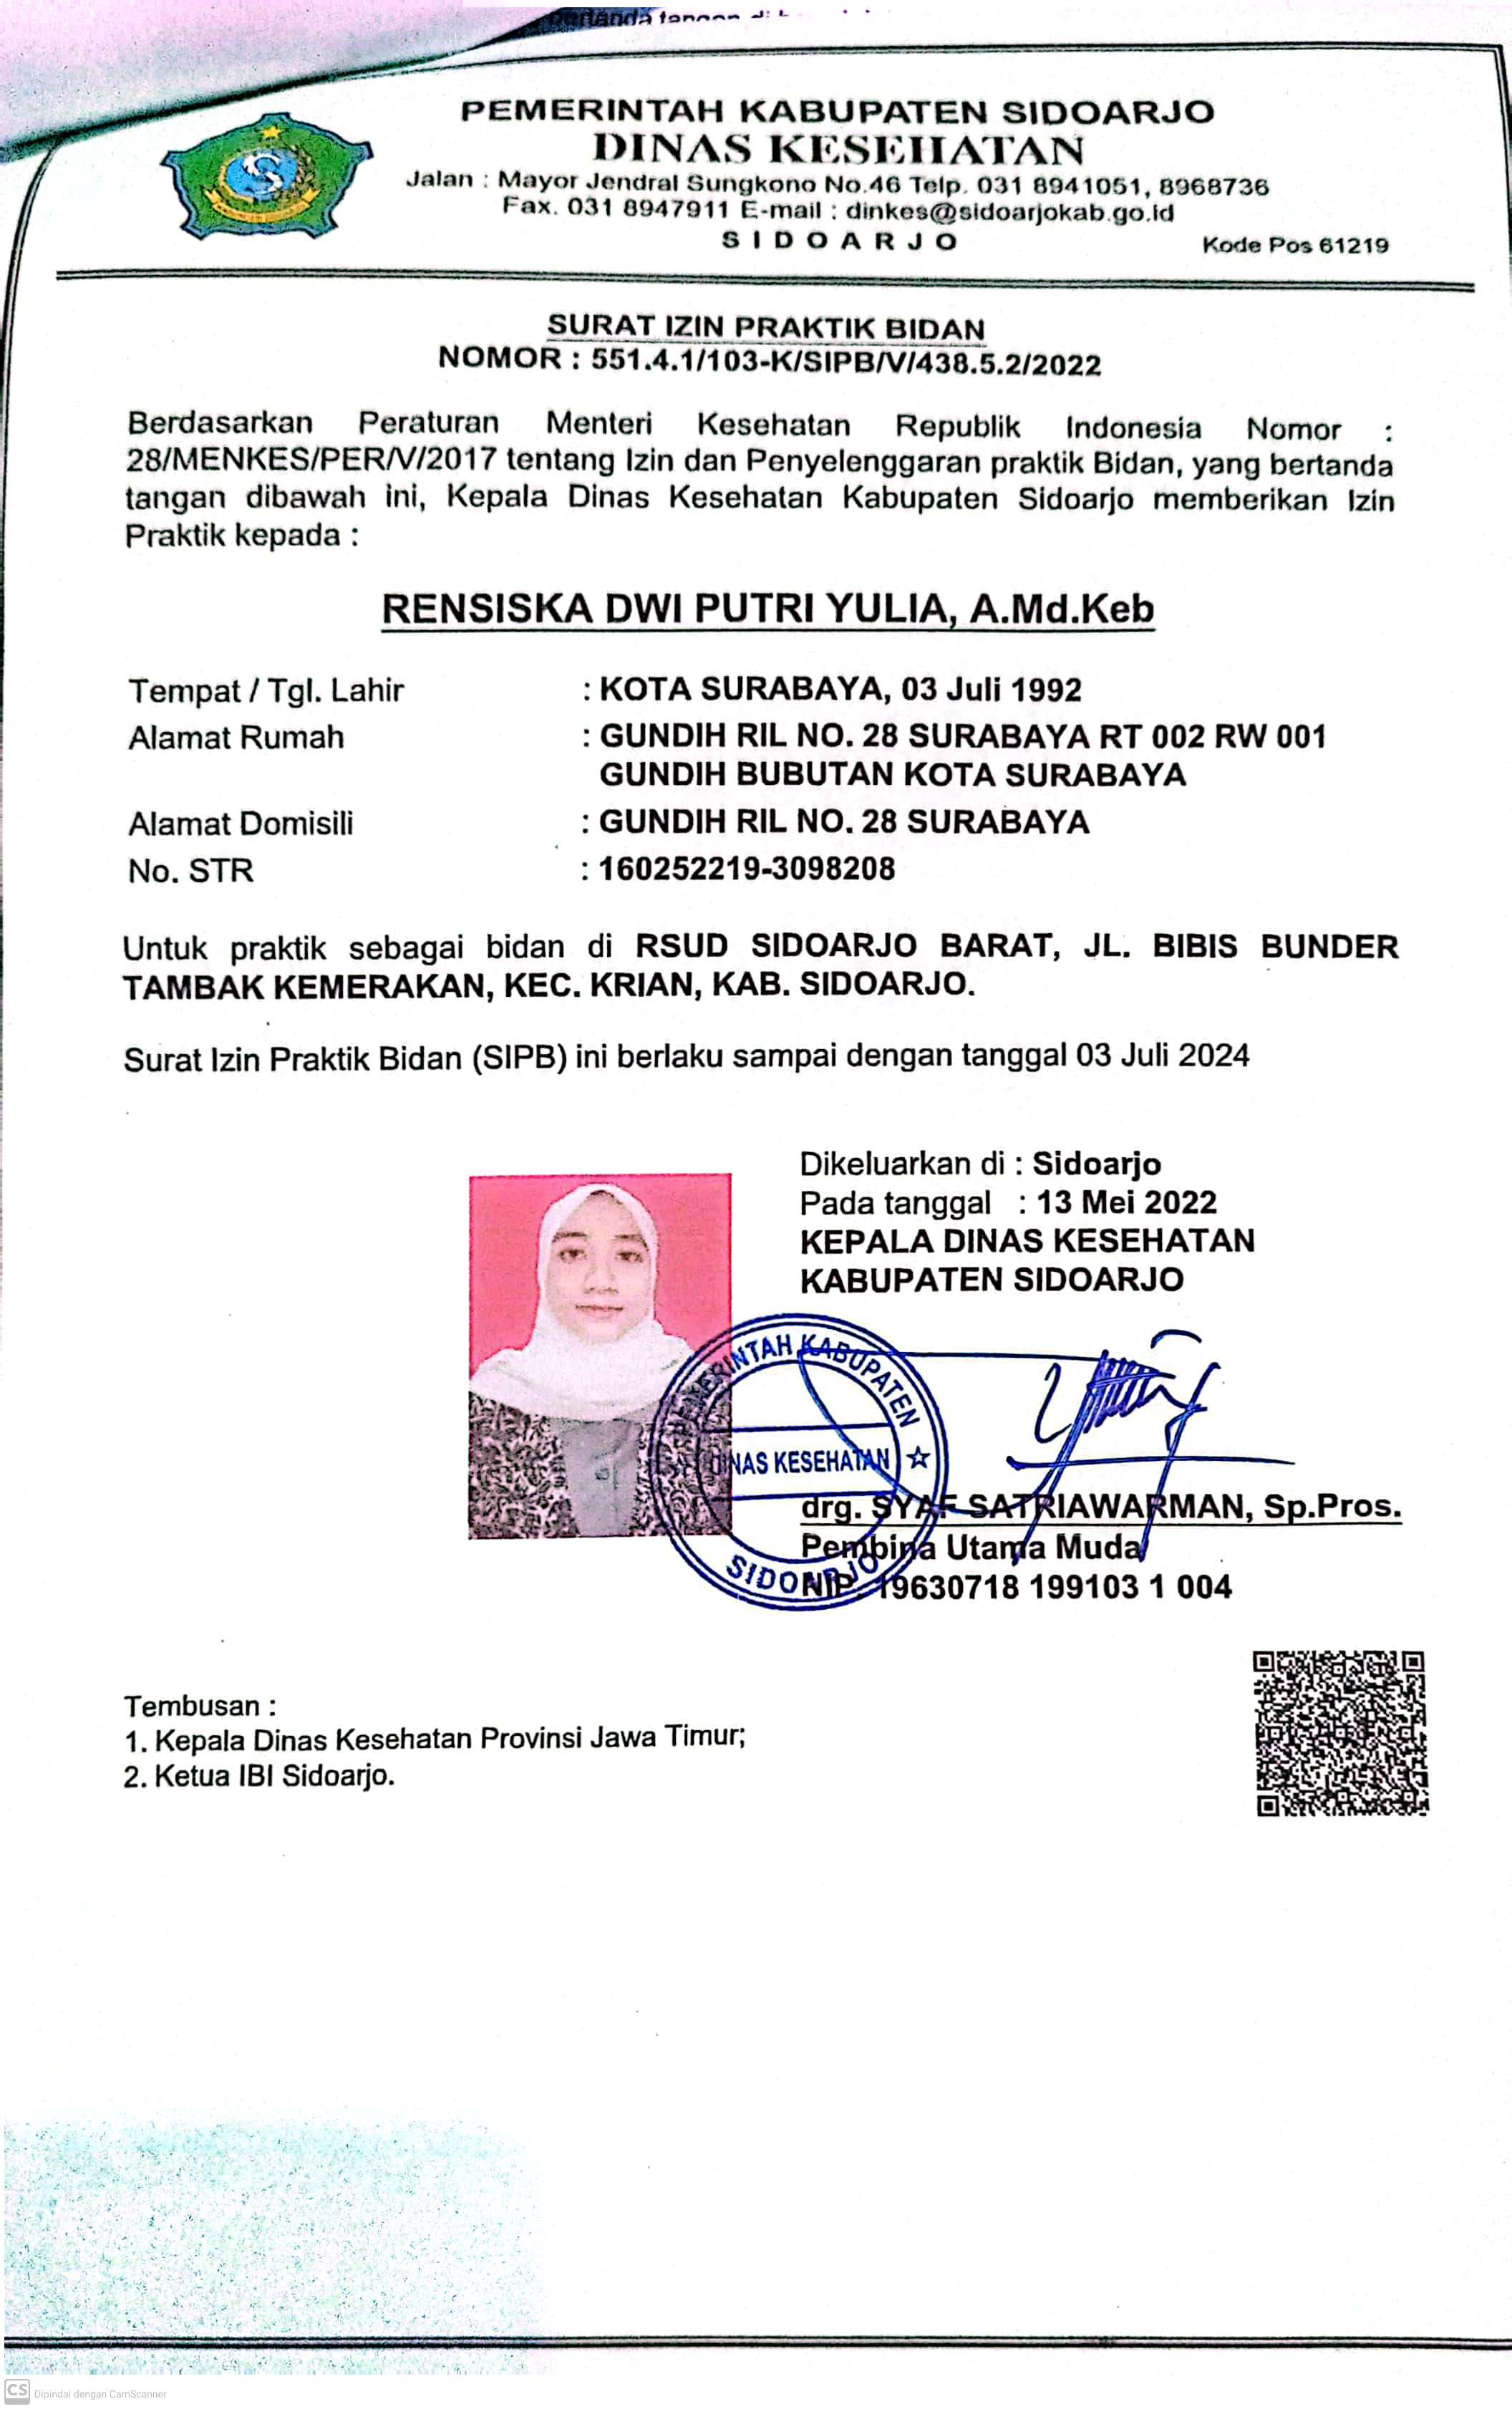 PEMERINTAH KABUPATEN SIDOARJO
DINAS KESEHATAN
Jalan : Mayor Jendral Sungkono No.46 Telp. 031 8941051, 8968736
Fax. 031 8947911 E-mail : dinkes@sidoarjokab.go.id
SIDOARJO
Kode Pos 61219
SURAT IZIN PRAKTIK BIDAN
NOMOR : 551.4.1/103-K/SIPB/V/438.5.2/2022
Berdasarkan Peraturan Menteri Kesehatan Republik Indonesia Nomor :
28/MENKES/PER/V/2017 tentang Izin dan Penyelenggaran praktik Bidan, yang bertanda
tangan dibawah ini, Kepala Dinas Kesehatan Kabupaten Sidoarjo memberikan Izin
Praktik kepada :
RENSISKA DWI PUTRI YULIA, A.Md.Keb
Tempat / Tgl. Lahir : KOTA SURABAYA, 03 Juli 1992
Alamat Rumah : GUNDIH RIL NO. 28 SURABAYA RT 002 RW 001
GUNDIH BUBUTAN KOTA SURABAYA
Alamat Domisili : GUNDIH RIL NO. 28 SURABAYA
No. STR : 160252219-3098208
Untuk praktik sebagai bidan di RSUD SIDOARJO BARAT, JL. BIBIS BUNDER
TAMBAK KEMERAKAN, KEC. KRIAN, KAB. SIDOARJO.
Surat Izin Praktik Bidan (SIPB) ini berlaku sampai dengan tanggal 03 Juli 2024
Dikeluarkan di : Sidoarjo
Pada tanggal : 13 Mei 2022
KEPALA DINAS KESEHATAN
KABUPATEN SIDOARJO
KABUPATEN
KESEHATAN
drg. SYAF SATRIAWARMAN, Sp.Pros.
Pembina Utama Muda
NIP. 19630718 199103 1 004
Tembusan :
1. Kepala Dinas Kesehatan Provinsi Jawa Timur;
2. Ketua IBI Sidoarjo.
CS Dipindai dengan CamScanner